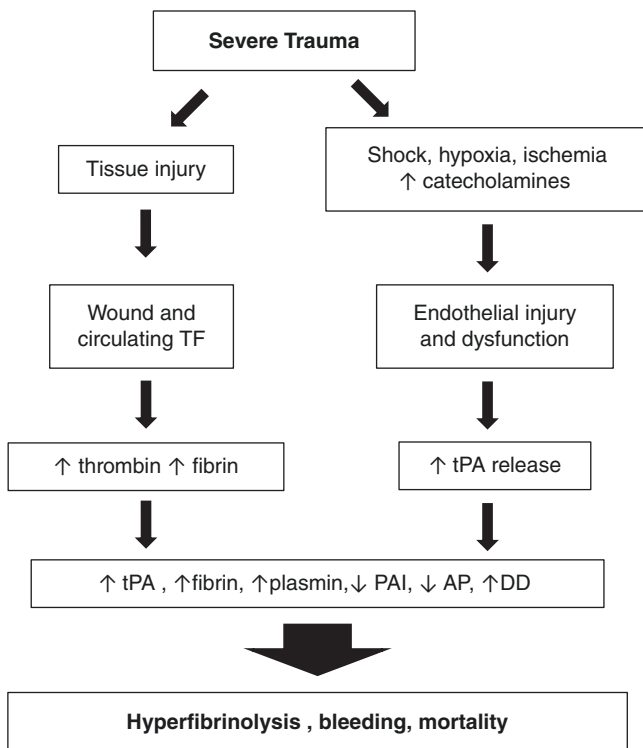 Severe Trauma
Tissue injury
Shock, hypoxia, ischemia
↑ catecholamines
Wound and
circulating TF
Endothelial injury
and dysfunction
↑ thrombin ↑ fibrin
↑ tPA release
↑ tPA , ↑fibrin, ↑plasmin,↓ PAI, ↓ AP, ↑DD
Hyperfibrinolysis , bleeding, mortality